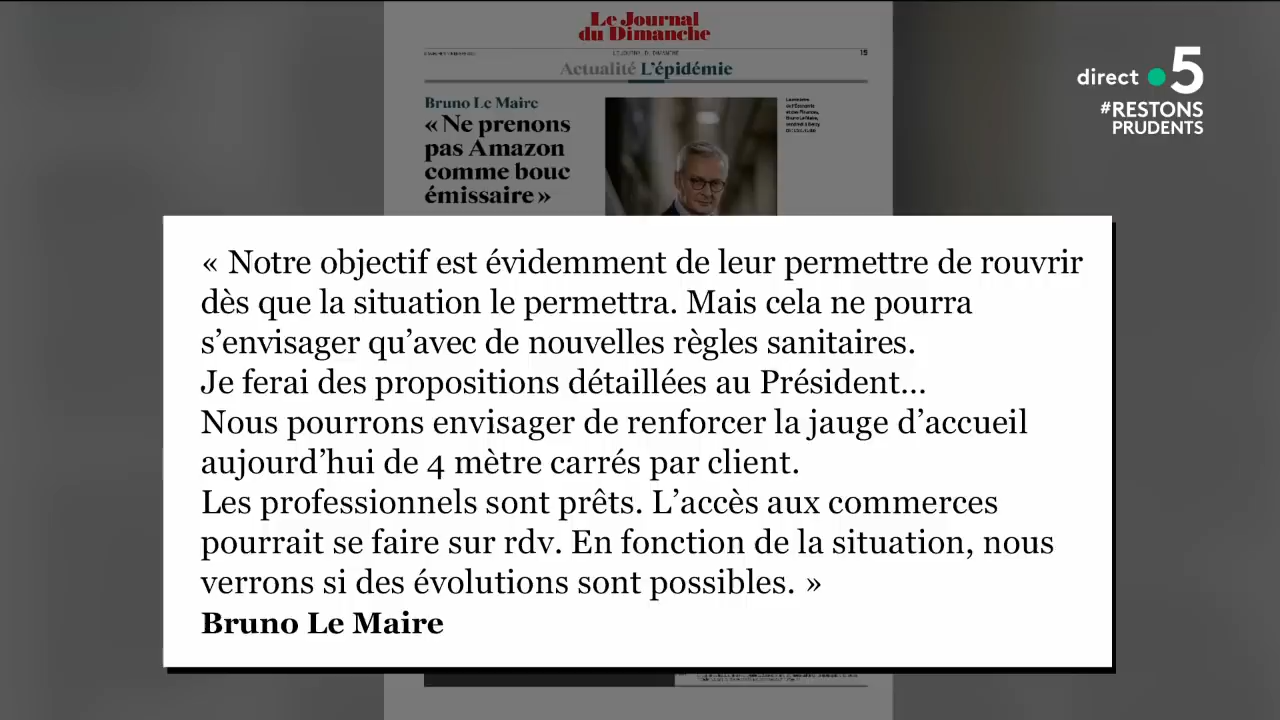 Le Journal
du Dimanche
LE JOURNAL DU DIMANCHE
15
Actualité L'épidémie
Bruno Le Maire
« Ne prenons
pas Amazon
comme bouc
émissaire »
direct 5
#RESTONS
PRUDENTS
« Notre objectif est évidemment de leur permettre de rouvrir
dès que la situation le permettra. Mais cela ne pourra
s’envisager qu’avec de nouvelles règles sanitaires.
Je ferai des propositions détaillées au Président...
Nous pourrons envisager de renforcer la jauge d’accueil
aujourd’hui de 4 mètre carrés par client.
Les professionnels sont prêts. L’accès aux commerces
pourrait se faire sur rdv. En fonction de la situation, nous
verrons si des évolutions sont possibles. »
Bruno Le Maire